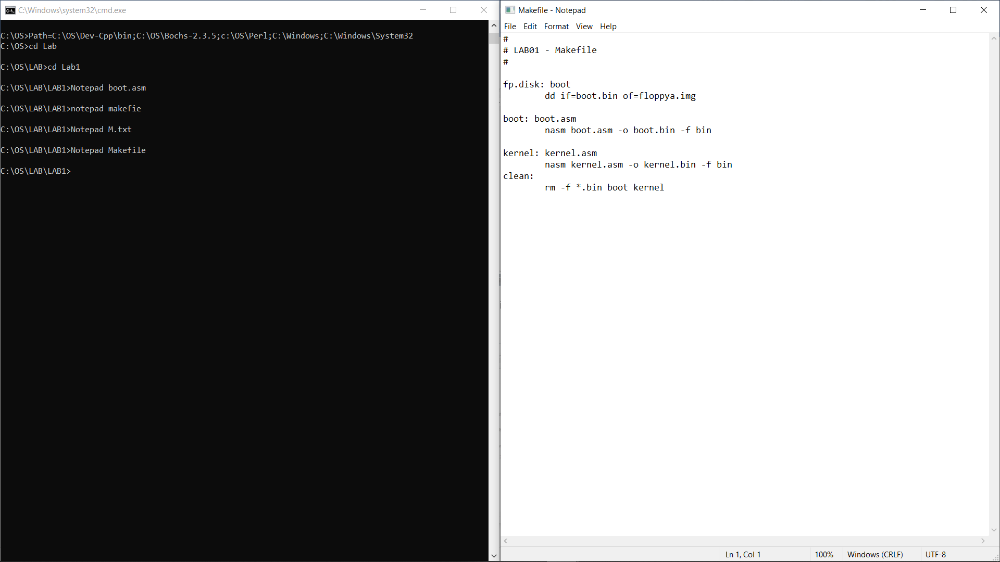 C:\Windows\system32\cmd.exe
C:\OS>Path=C:\OS\Dev-Cpp\bin;C:\OS\Bochs-2.3.5;c:\OS\Perl;C:\Windows;C:\Windows\System32
C:\OS>cd Lab
C:\OS\LAB>cd Lab1
C:\OS\LAB\LAB1>Notepad boot.asm
C:\OS\LAB\LAB1>notepad makefie
C:\OS\LAB\LAB1>Notepad M.txt
C:\OS\LAB\LAB1>Notepad Makefile
C:\OS\LAB\LAB1>
Makefile - Notepad
File Edit Format View Help
#
# LAB01 - Makefile
#
fp.disk: boot
dd if=boot.bin of=floppya.img
boot: boot.asm
nasm boot.asm -o boot.bin -f bin
kernel: kernel.asm
nasm kernel.asm -o kernel.bin -f bin
clean:
rm -f *.bin boot kernel
Ln 1, Col 1 100% Windows (CRLF) UTF-8